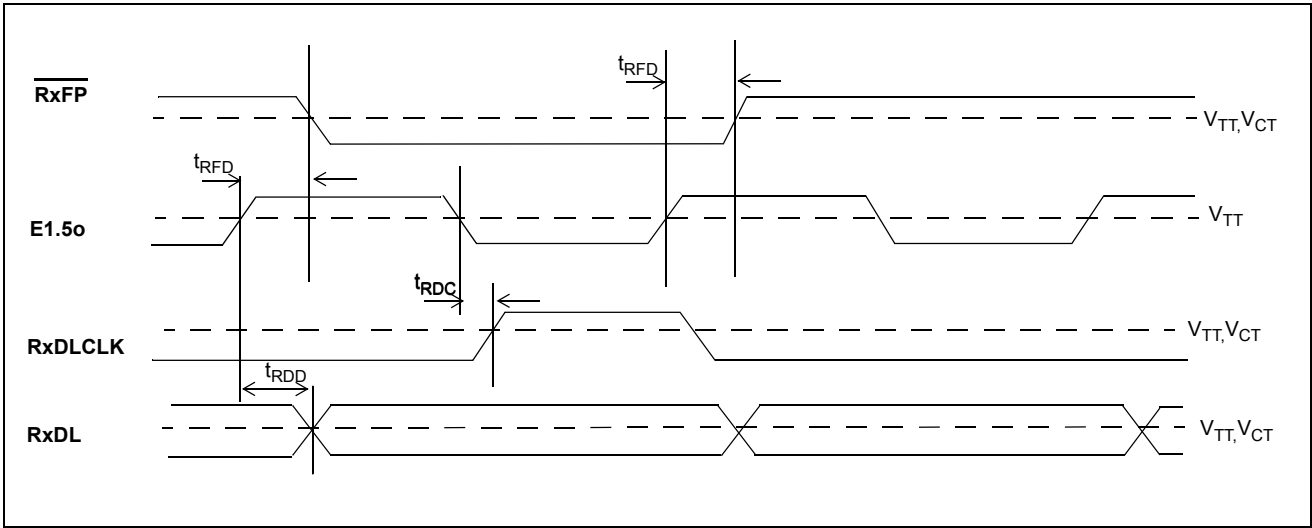 tRFD
RxFP
VTT,VCT
tRFD
E1.5o
VTT
tRDC
RxDLCLK
VTT,VCT
tRDD
RxDL
VTT,VCT